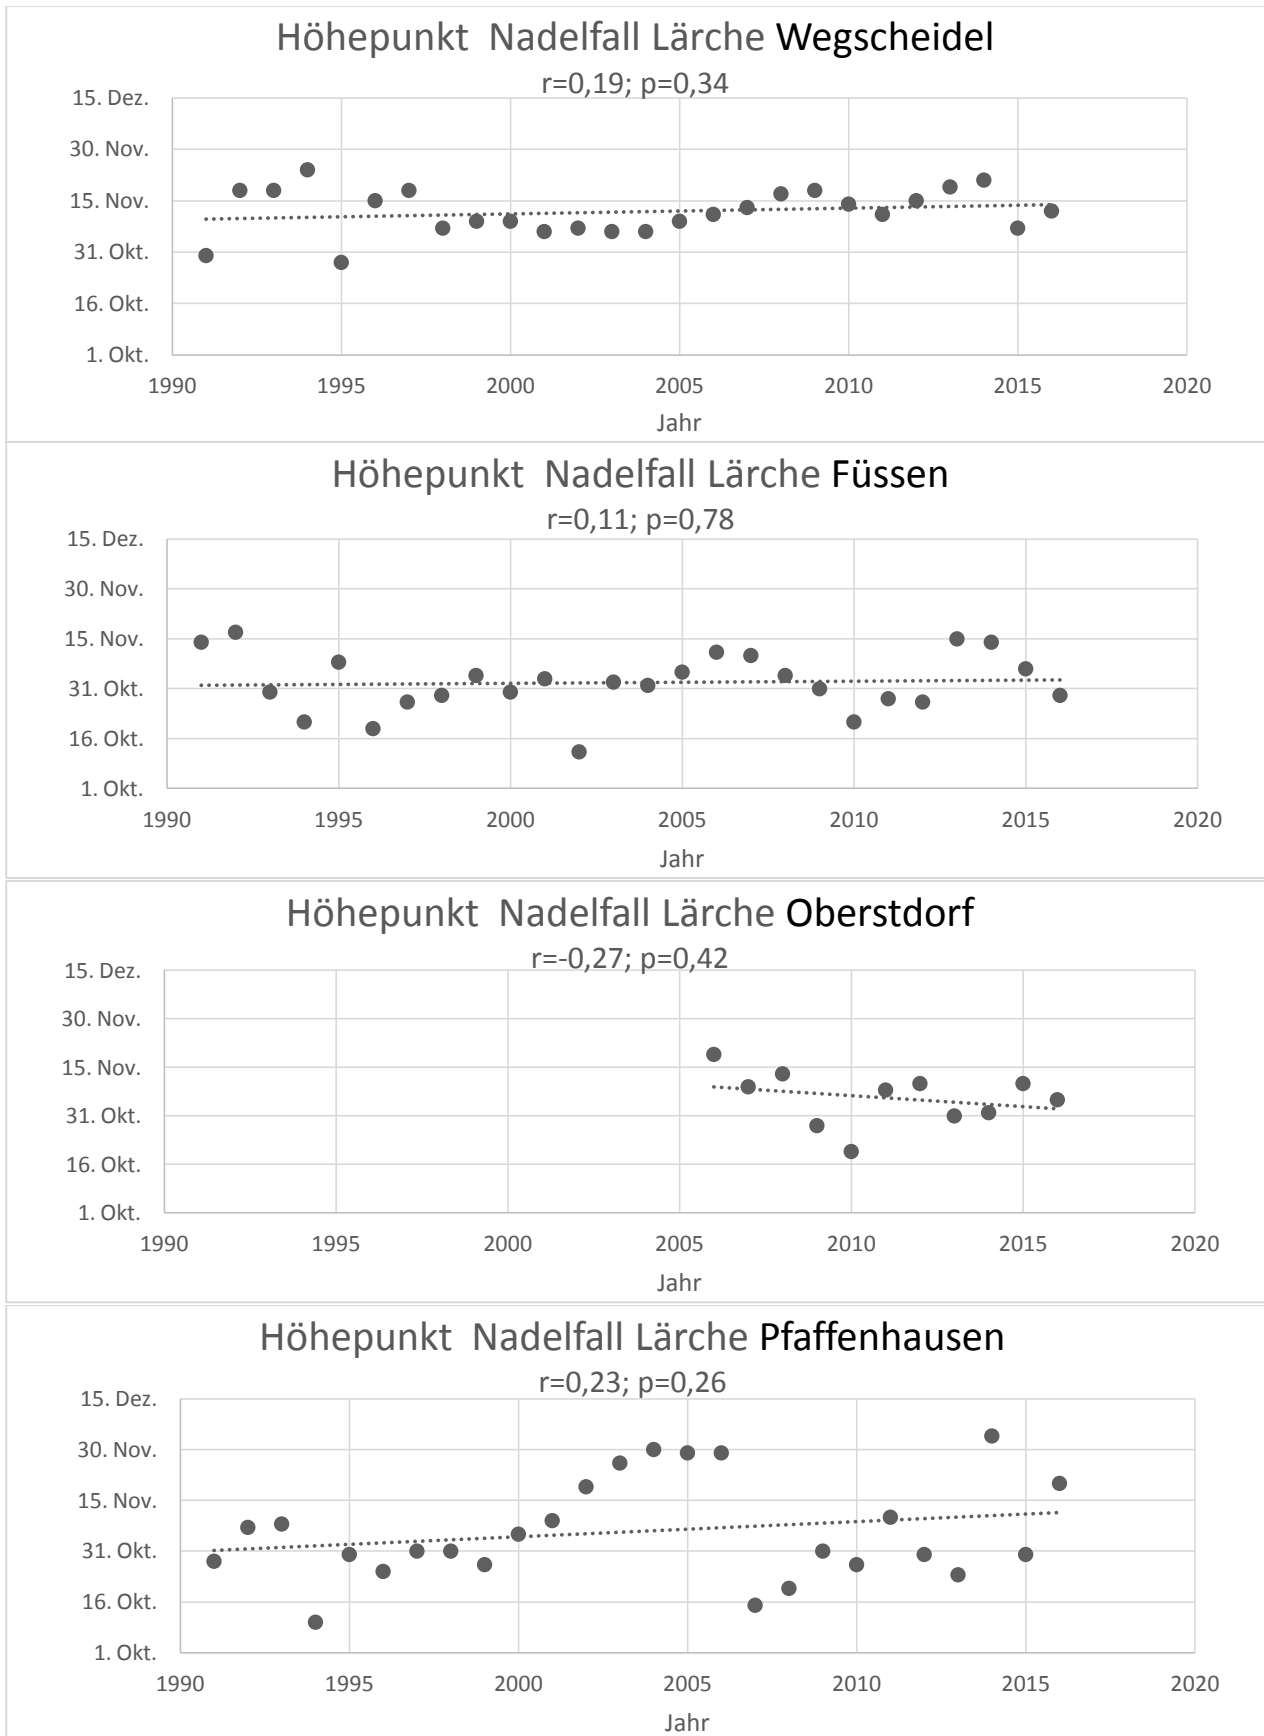 Höhepunkt  Nadelfall Lärche Wegscheidel
r=0,19; p=0,34
15. Dez.
30. Nov.
15. Nov.
31. Okt.
16. Okt.
1. Okt.
1990 1995 2000 2005 2010 2015 2020
Jahr
Höhepunkt  Nadelfall Lärche Füssen
r=0,11; p=0,78
15. Dez.
30. Nov.
15. Nov.
31. Okt.
16. Okt.
1. Okt.
1990 1995 2000 2005 2010 2015 2020
Jahr
Höhepunkt  Nadelfall Lärche Oberstdorf
r=-0,27; p=0,42
15. Dez.
30. Nov.
15. Nov.
31. Okt.
16. Okt.
1. Okt.
1990 1995 2000 2005 2010 2015 2020
Jahr
Höhepunkt  Nadelfall Lärche Pfaffenhausen
r=0,23; p=0,26
15. Dez.
30. Nov.
15. Nov.
31. Okt.
16. Okt.
1. Okt.
1990 1995 2000 2005 2010 2015 2020
Jahr